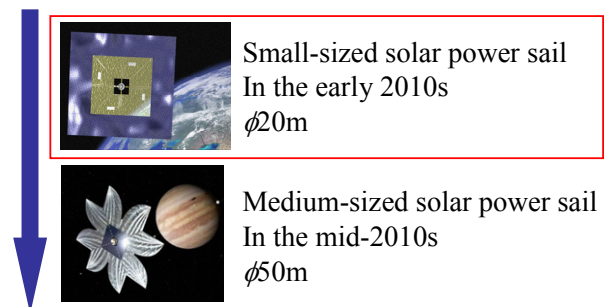 Small-sized solar power sail
In the early 2010s
ϕ20m
Medium-sized solar power sail
In the mid-2010s
ϕ50m